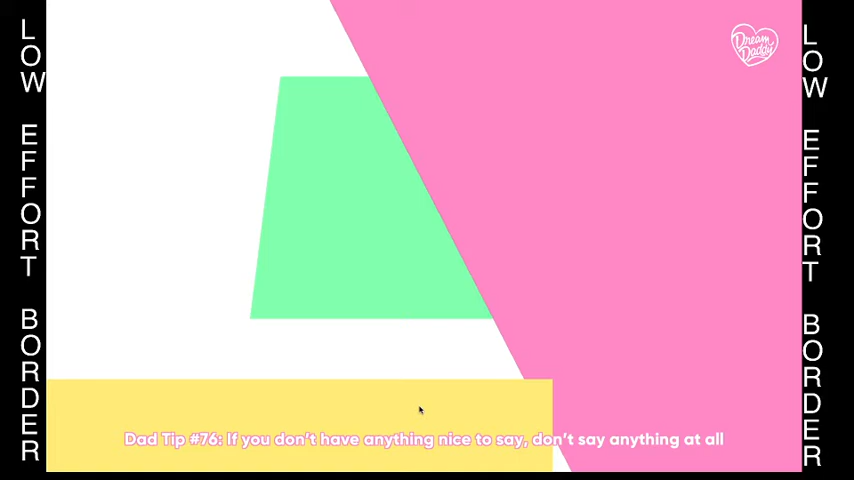 LOW EFFORT BORDER
Dream
Daddy
LOW EFFORT BORDER
Dad Tip #76: If you don't have anything nice to say, don't say anything at all